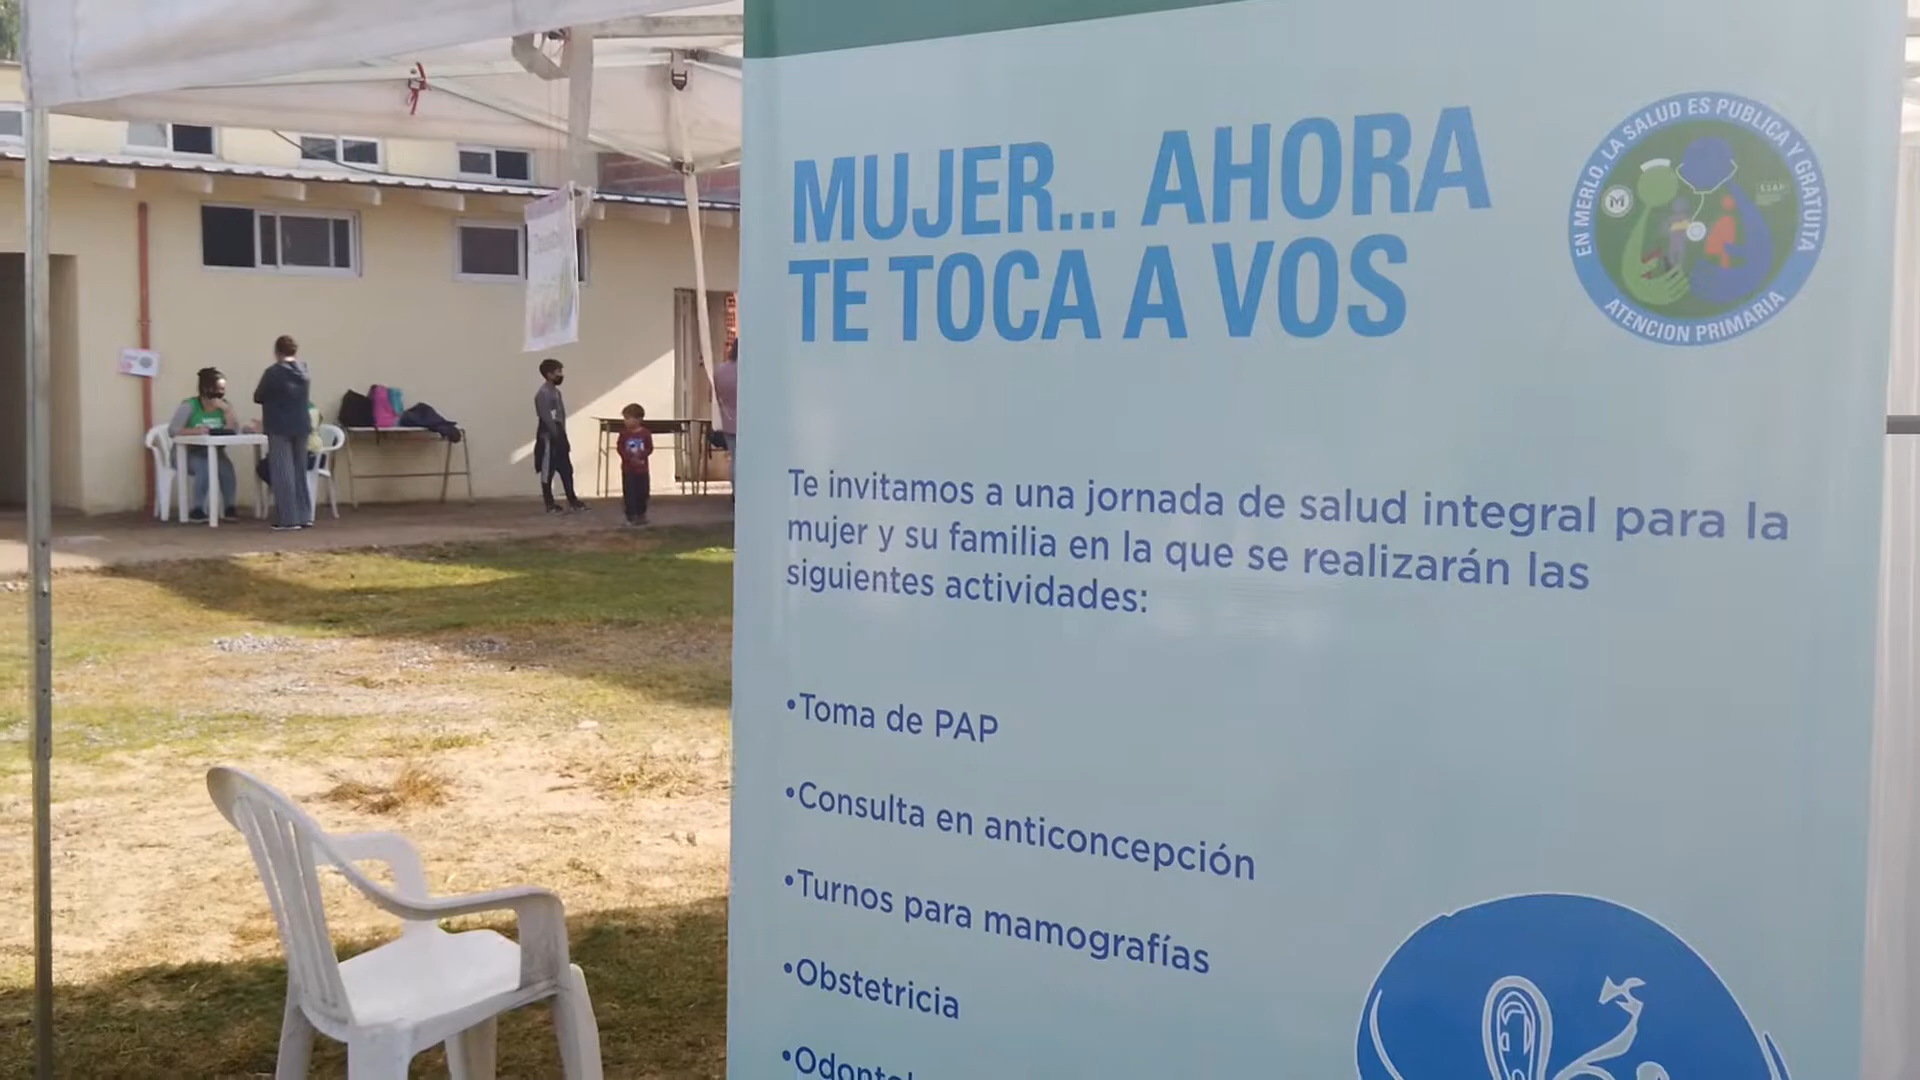 MUJER... AHORA
TE TOCA A VOS
EN MERLO, LA SALUD ES PUBLICA Y GRATUITA
M
ATENCION PRIMARIA
Te invitamos a una jornada de salud integral para la
mujer y su familia en la que se realizarán las
siguientes actividades:
•Toma de PAP
•Consulta en anticoncepción
•Turnos para mamografías
•Obstetricia